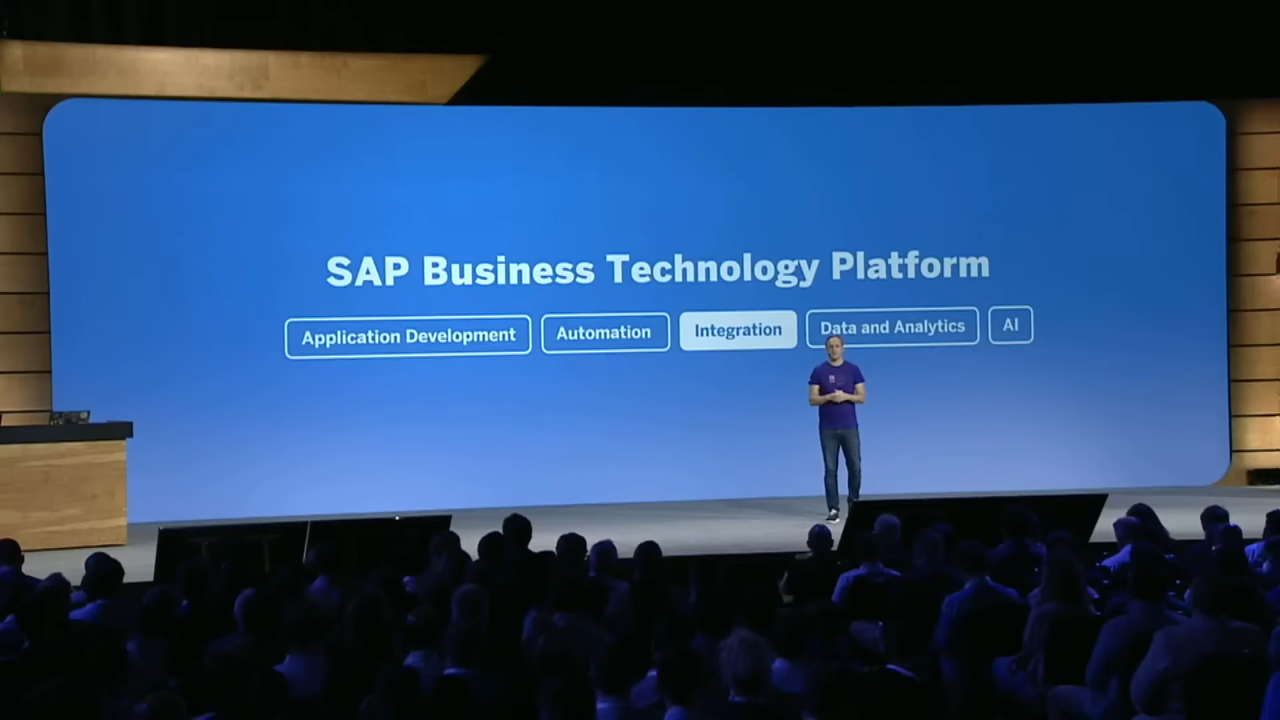 SAP Business Technology Platform
Application Development Automation Integration Data and Analytics AI